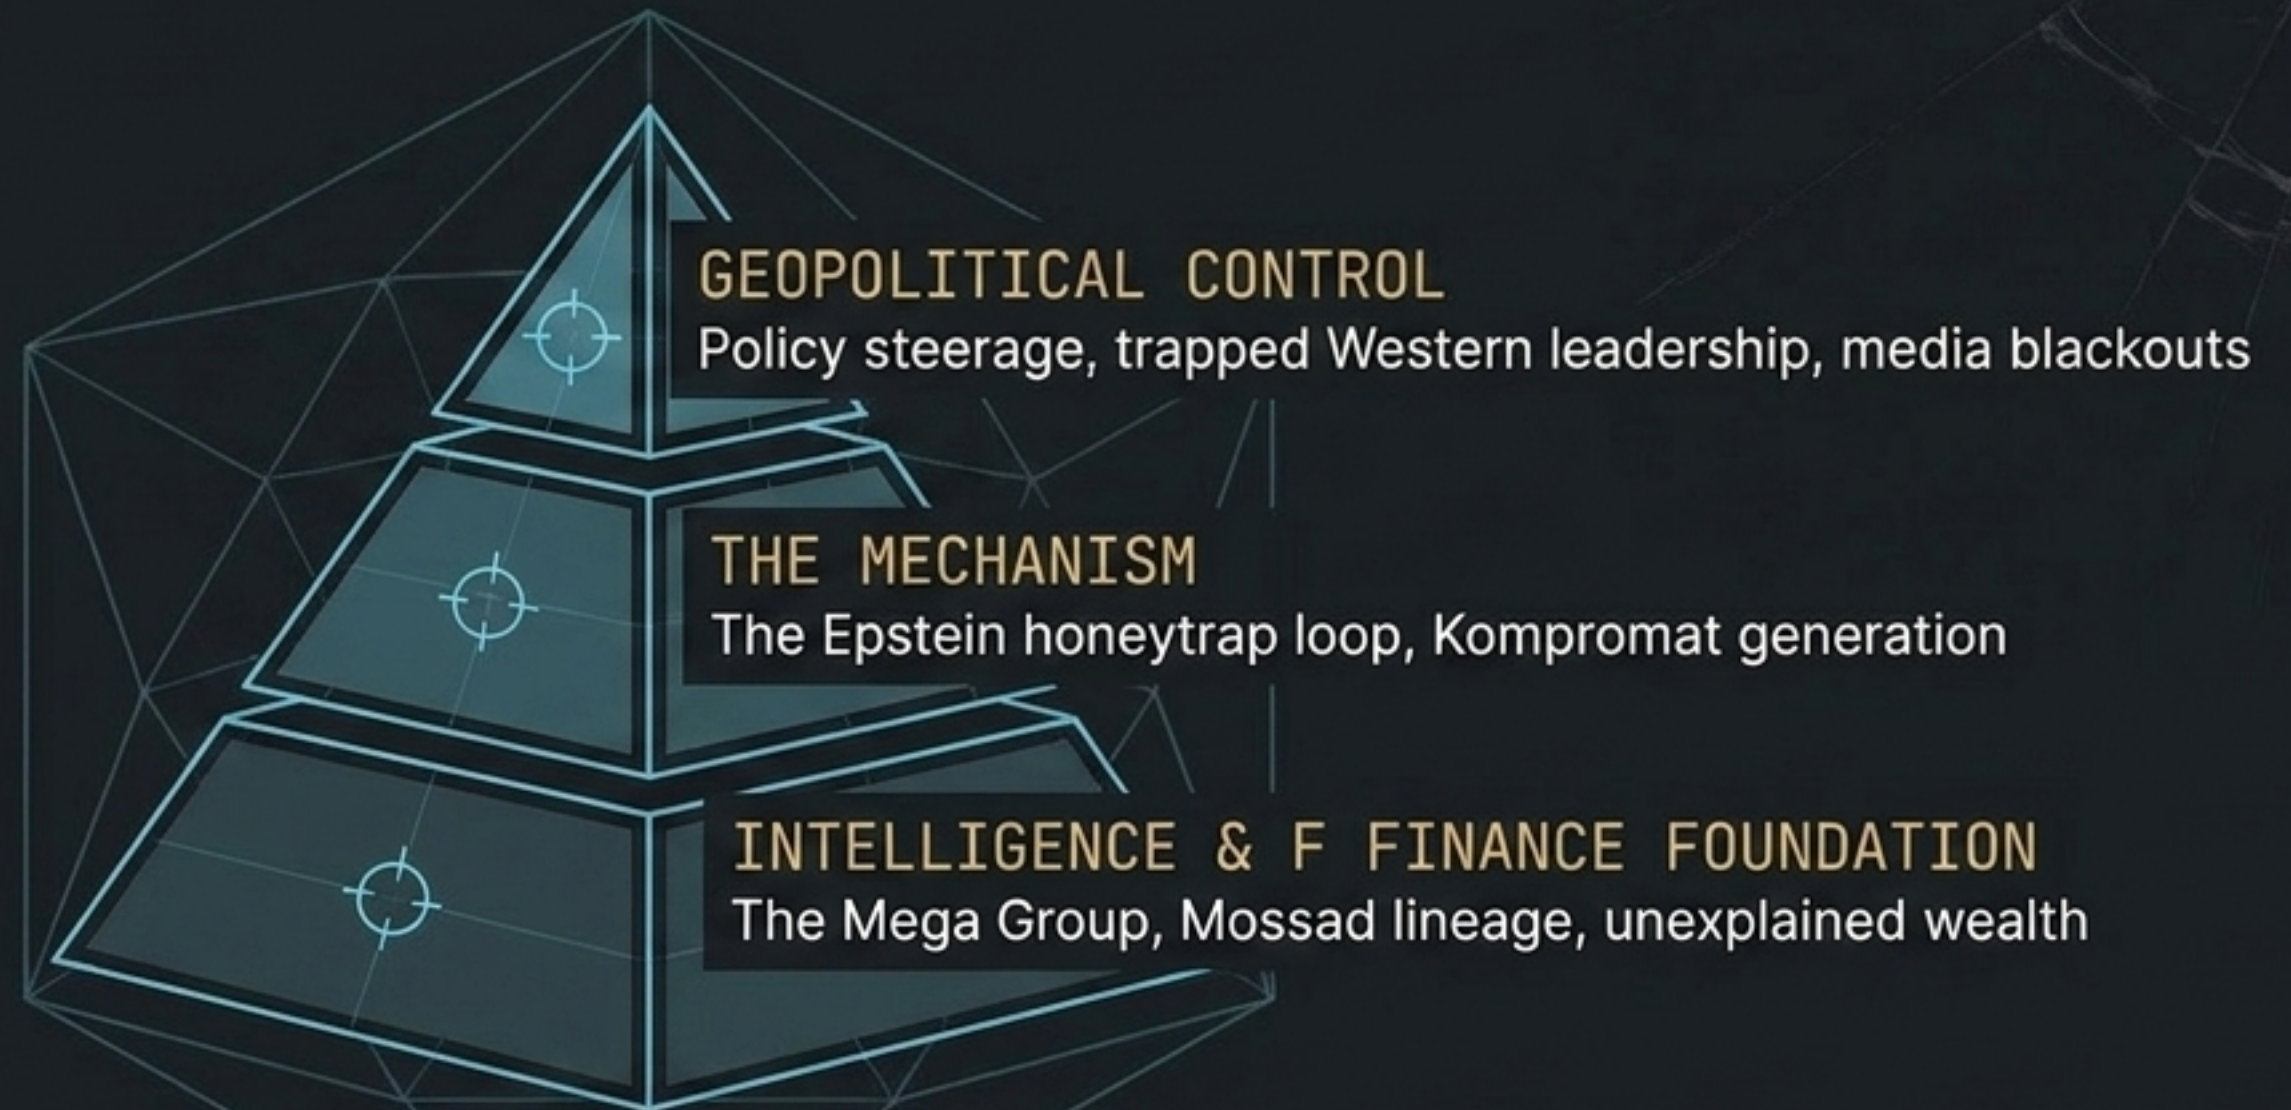 GEOPOLITICAL CONTROL
Policy steerage, trapped Western leadership, media blackouts
THE MECHANISM
The Epstein honeytrap loop, Kompromat generation
INTELLIGENCE & F FINANCE FOUNDATION
The Mega Group, Mossad lineage, unexplained wealth